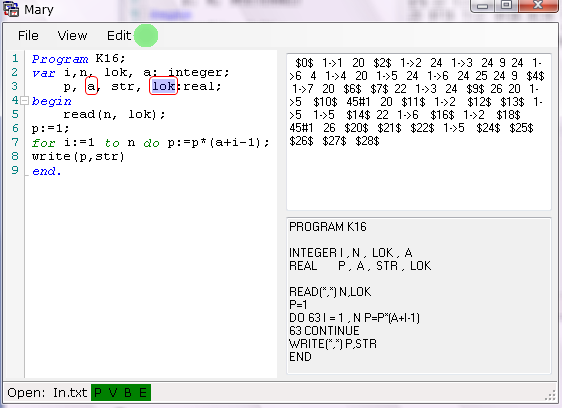 Mary
File View Edit
1 Program K16;
2 var i,n, lok, a: integer;
3 p, a, str, lok:real;
4 begin
5 read(n, lok);
6 p:=1;
7 for i:=1 to n do p:=p*(a+i-1);
8 write(p,str)
9 end.
$0$ 1->1 20 $2$ 1->2 24 1->3 24 9 24 1-
>6 4 1->4 20 1->5 24 1->6 24 25 24 9 $4$
1->7 20 $6$ $7$ 22 1->3 24 $9$ 26 20 1-
>5 $10$ 45#1 20 $11$ 1->2 $12$ $13$ 1-
>5 1->5 $14$ 22 1->6 $16$ 1->2 $18$
45#1 26 $20$ $21$ $22$ 1->5 $24$ $25$
$26$ $27$ $28$
PROGRAM K16
INTEGER I , N , LOK , A
REAL P , A , STR , LOK
READ(*,*) N,LOK
P=1
DO 63 I = 1 , N P=P*(A+I-1)
63 CONTINUE
WRITE(*,*) P,STR
END
Open: In.txt P V B E